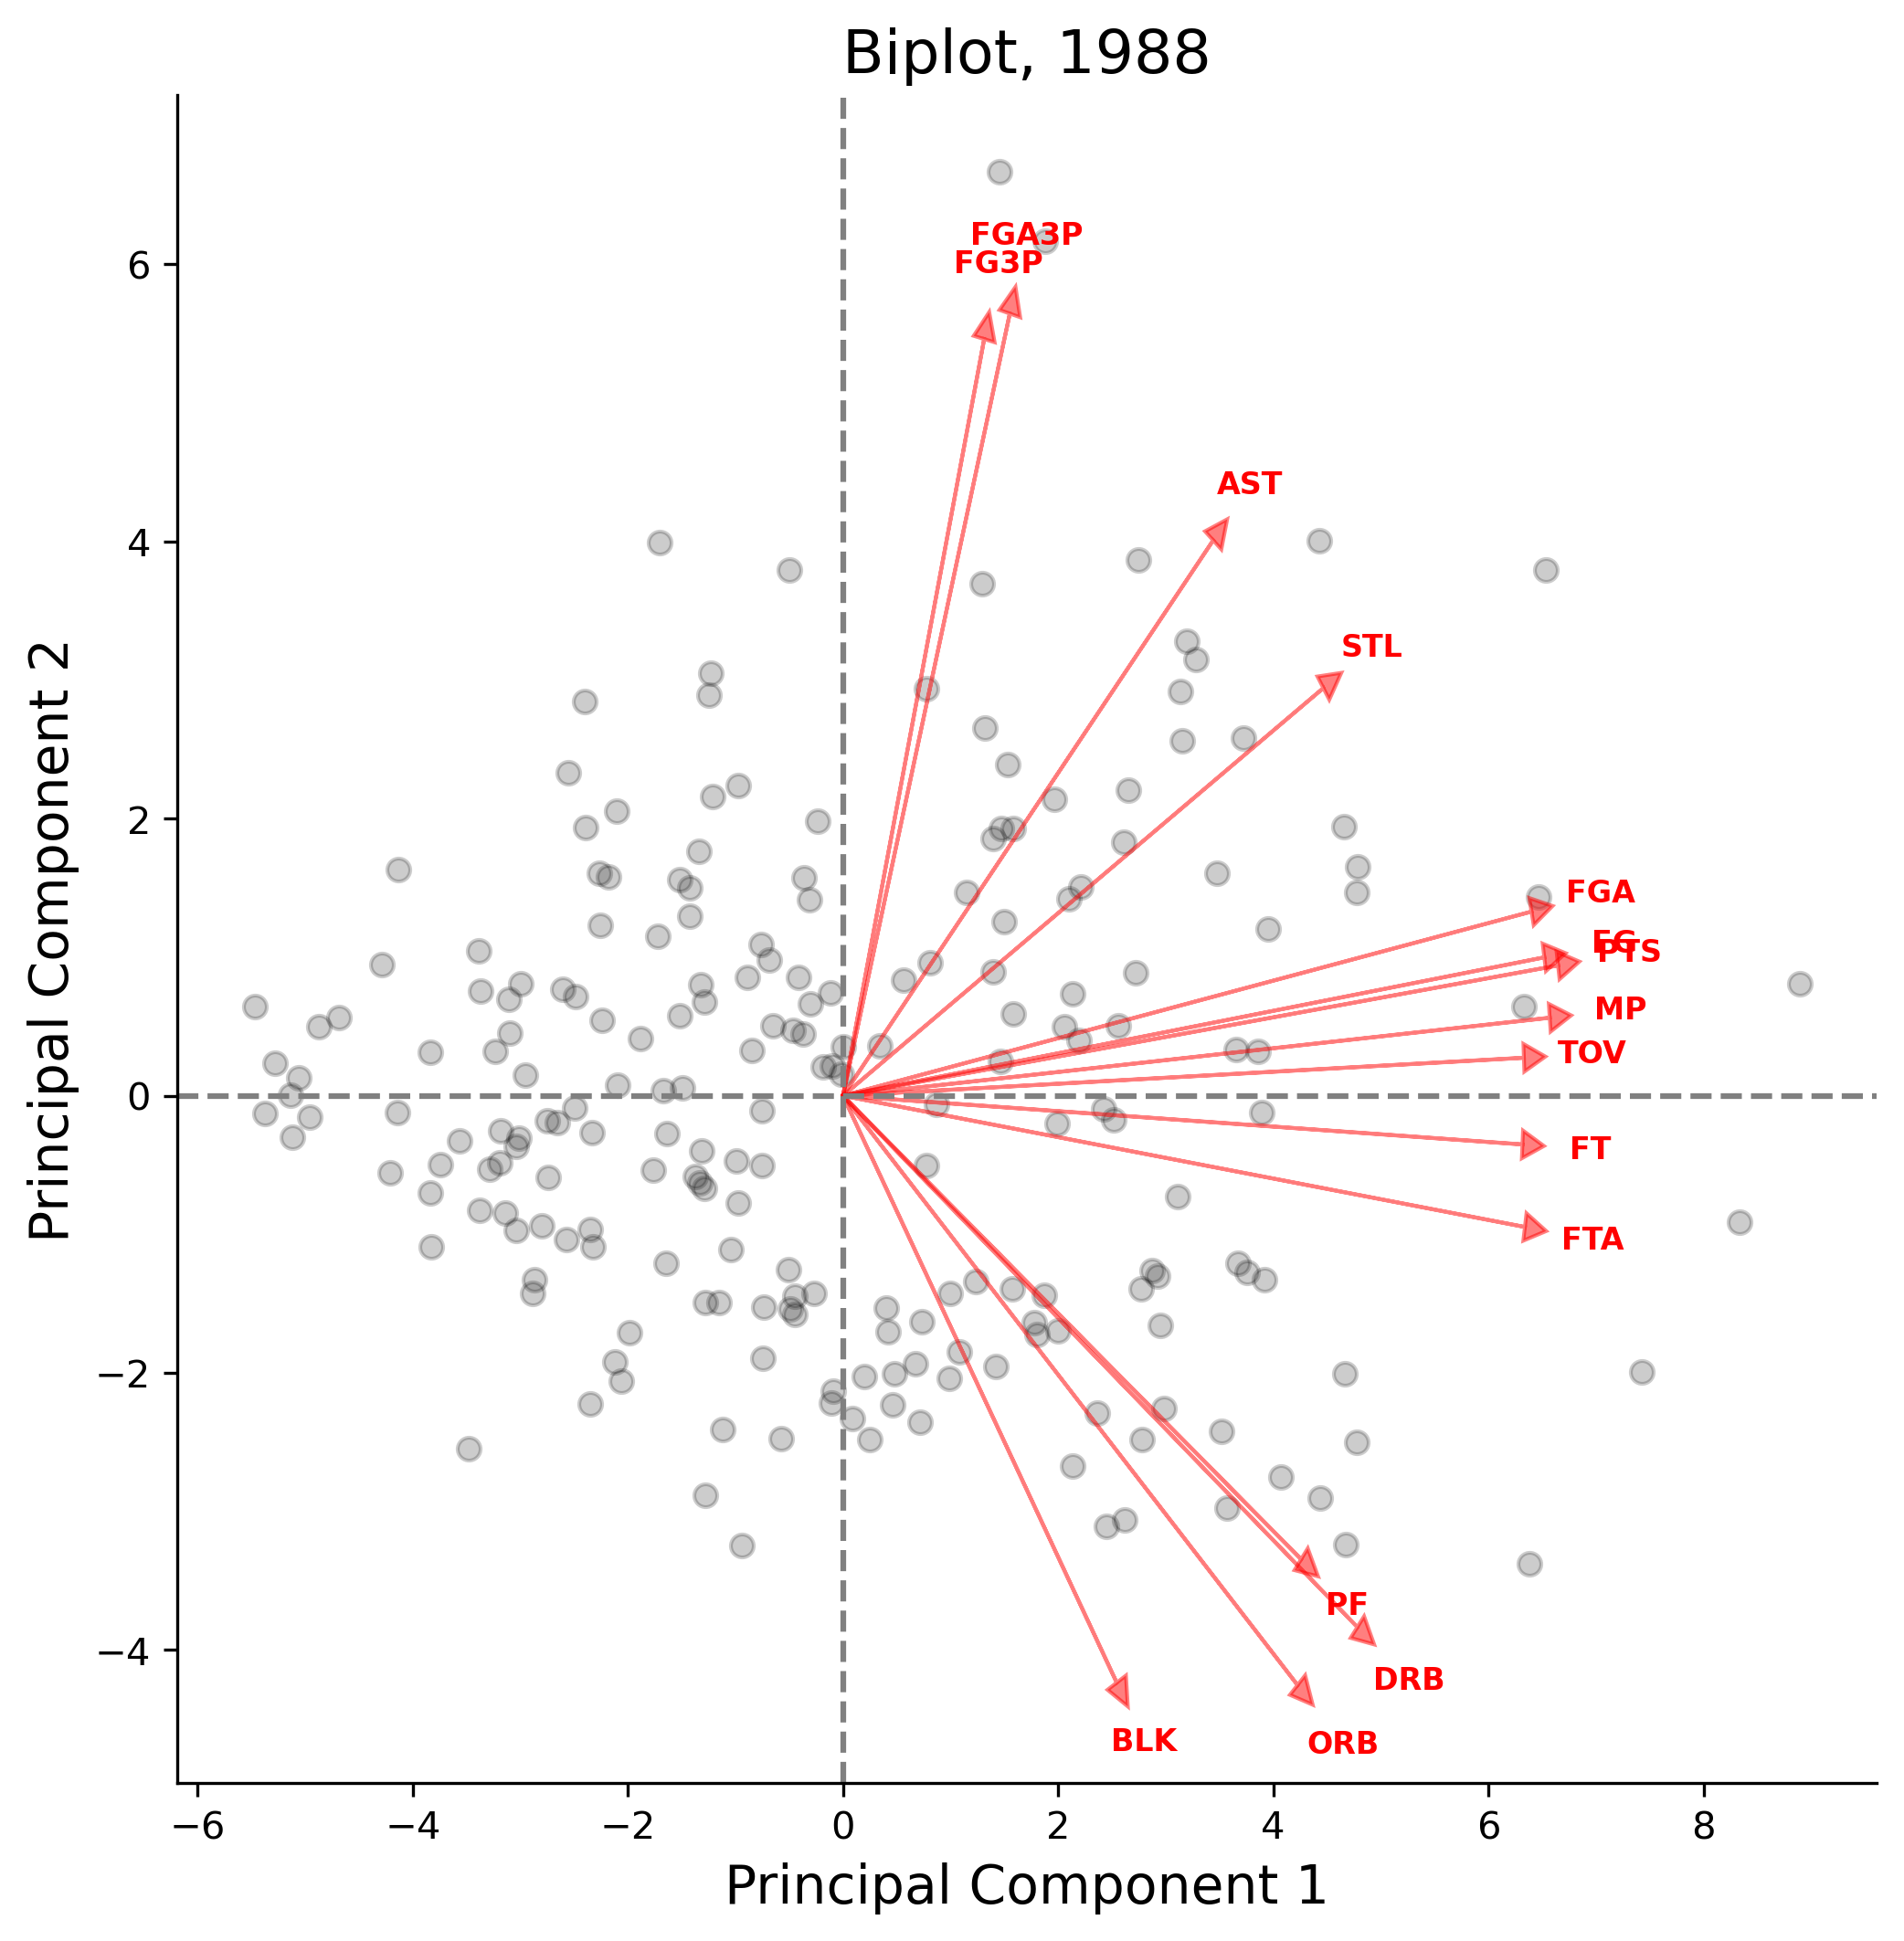 Biplot, 1988
Principal Component 2
6
4
2
0
−2
−4
FGA3P
FG3P
AST
STL
FGA
FG
PTS
MP
TOV
FT
FTA
PF
DRB
BLK
ORB
−6
−4
−2
0
2
4
6
8
Principal Component 1